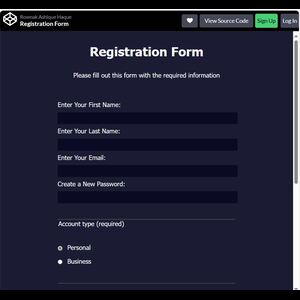 Rownak Ashique Haque
Registration Form
View Source Code
Sign Up
Log In
Registration Form
Please fill out this form with the required information
Enter Your First Name:
Enter Your Last Name:
Enter Your Email:
Create a New Password:
Account type (required)
Personal
Business